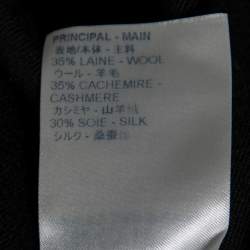 PRINCIPAL - MAIN
表地/本体 - 主料
35% LAINE - WOOL
ウール - 羊毛
35% CACHEMIRE -
CASHMERE
カシミヤ - 山羊绒
30% SOIE - SILK
シルク - 桑蚕丝